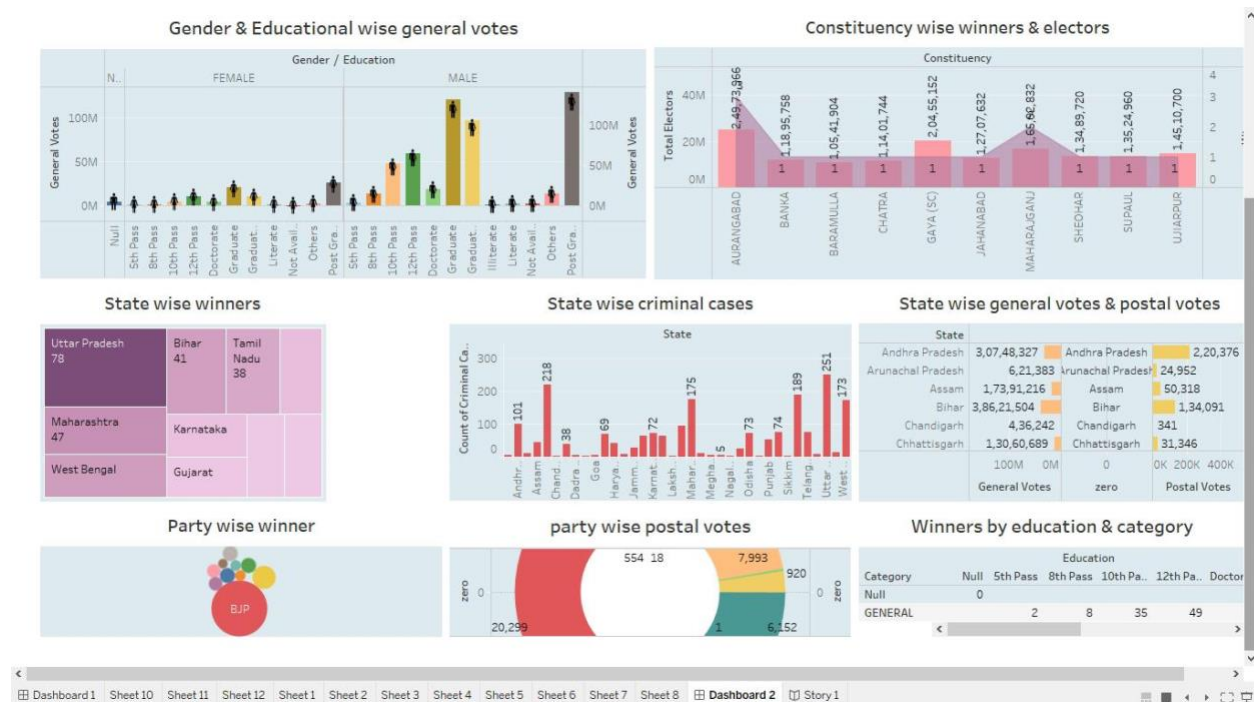 Gender & Educational wise general votes
Gender / Education
N..
FEMALE
MALE
General Votes
100M
50M
0M
100M
50M
0M
General Votes
Null
5th Pass
8th Pass
10th Pass
12th Pass
Doctorate
Graduate
Graduat..
Literate
Not Avail..
Others
Post Gra..
5th Pass
8th Pass
10th Pass
12th Pass
Doctorate
Graduate
Graduat..
Illiterate
Literate
Not Avail..
Others
Post Gra..
Constituency wise winners & electors
Constituency
Total Electors
40M
20M
0M
4
3
2
1
0
2,49,73,966
1,18,95,758
1,05,41,904
1,14,01,744
2,04,55,152
1,27,07,632
1,34,89,720
1,35,24,960
1,45,10,700
1
1
1
1
1
1
1
1
AURANGABAD
BANKA
BARAMULLA
CHATRA
GAYA (SC)
JAHANABAD
MAHARAJGANJ
SHEOHAR
SUPAUL
UJIARPUR
State wise winners
Uttar Pradesh
78
Bihar
41
Tamil
Nadu
38
Maharashtra
47
Karnataka
West Bengal
Gujarat
State wise criminal cases
State
Count of Criminal Ca..
300
200
100
0
101
218
38
69
72
175
5
73
74
189
251
173
Andhr..
Assam
Chand..
Dadra ..
Goa
Harya..
Jamm..
Karnat..
Laksh..
Mahar..
Megha..
Nagal..
Odisha
Punjab
Sikkim
Telang..
Uttar ..
West ..
State wise general votes & postal votes
State
Andhra Pradesh 3,07,48,327 Andhra Pradesh 2,20,376
Arunachal Pradesh 6,21,383 Arunachal Pradesh 24,952
Assam 1,73,91,216 Assam 50,318
Bihar 3,86,21,504 Bihar 1,34,091
Chandigarh 4,36,242 Chandigarh 341
Chhattisgarh 1,30,60,689 Chhattisgarh 31,346
100M 0M 0 0K 200K 400K
General Votes zero Postal Votes
Party wise winner
BJP
party wise postal votes
zero
0
554 18
7,993
920
20,299
1
6,152
0
zero
Winners by education & category
Education
Category Null 5th Pass 8th Pass 10th Pa.. 12th Pa.. Doctor
Null 0
GENERAL 2 8 35 49
Dashboard 1 Sheet 10 Sheet 11 Sheet 12 Sheet 1 Sheet 2 Sheet 3 Sheet 4 Sheet 5 Sheet 6 Sheet 7 Sheet 8 Dashboard 2 Story 1